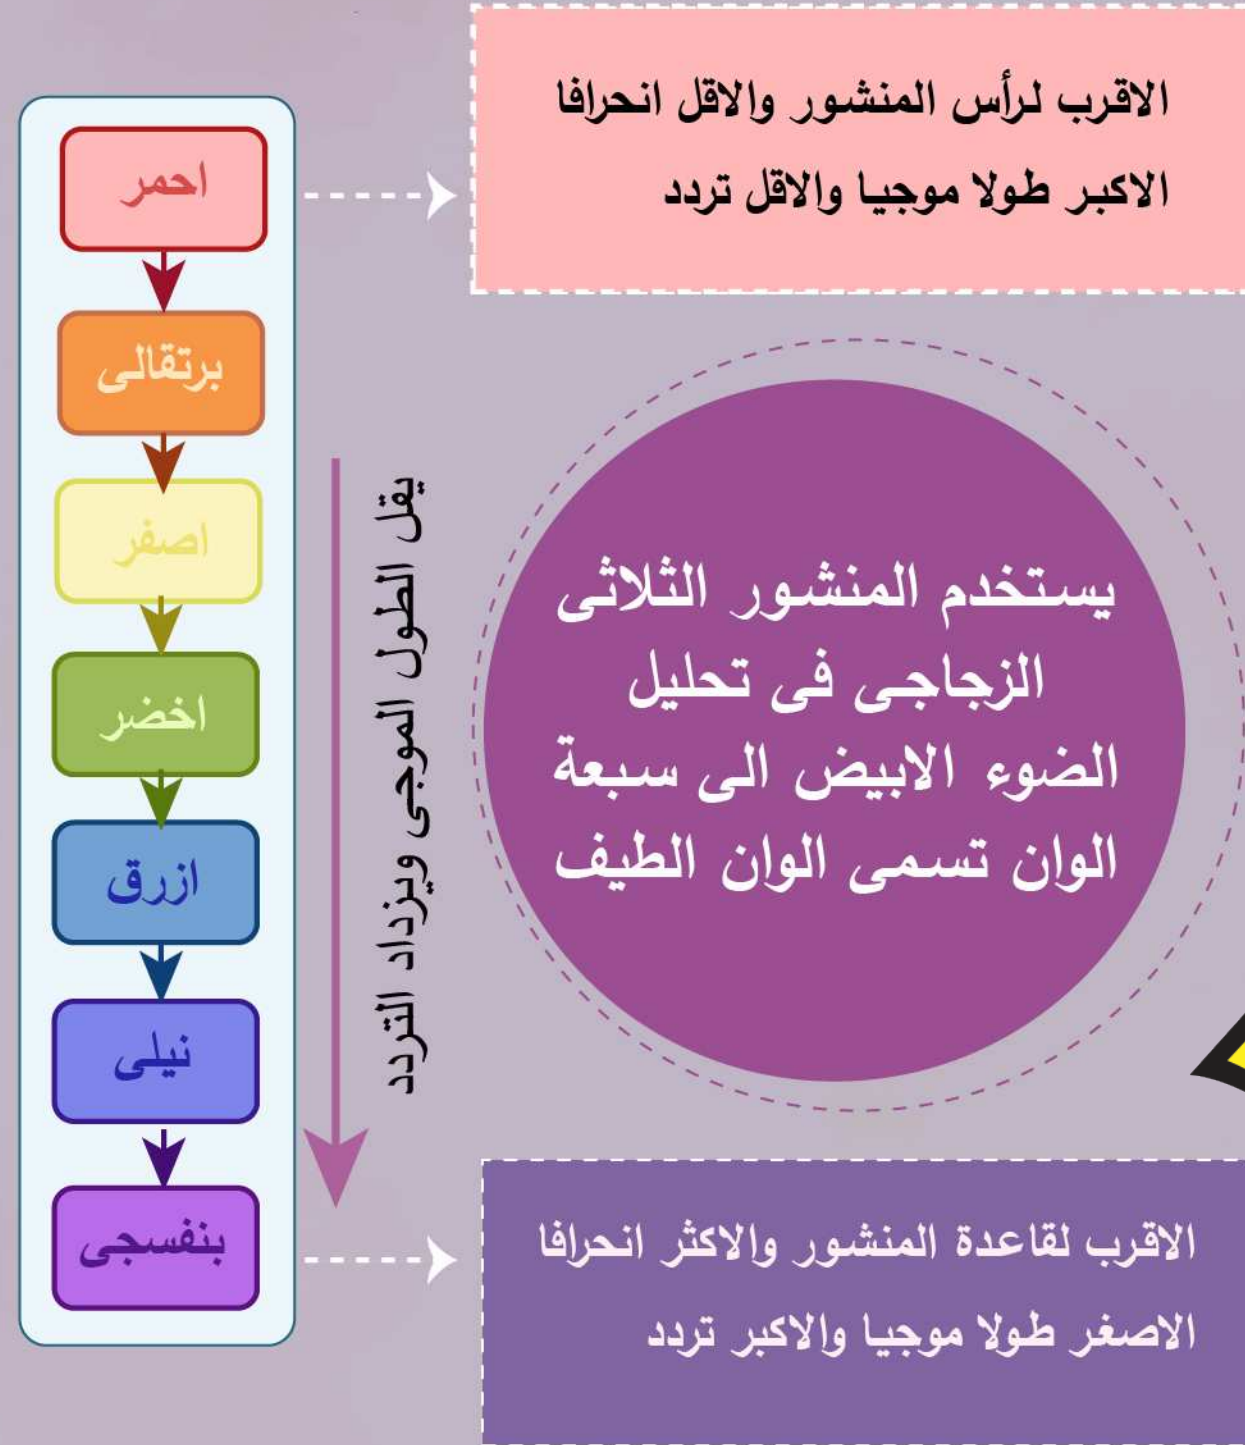 الاقرب لرأس المنشور والاقل انحرافا
الاكبر طولا موجيا والاقل تردد
احمر
برتقالى
اصفر
اخضر
ازرق
نيلى
بنفسجى
يقل الطول الموجى ويزداد التردد
يستخدم المنشور الثلاثى
الزجاجى فى تحليل
الضوء الابيض الى سبعة
الوان تسمى الوان الطيف
الاقرب لقاعدة المنشور والاكثر انحرافا
الاصغر طولا موجيا والاكبر تردد